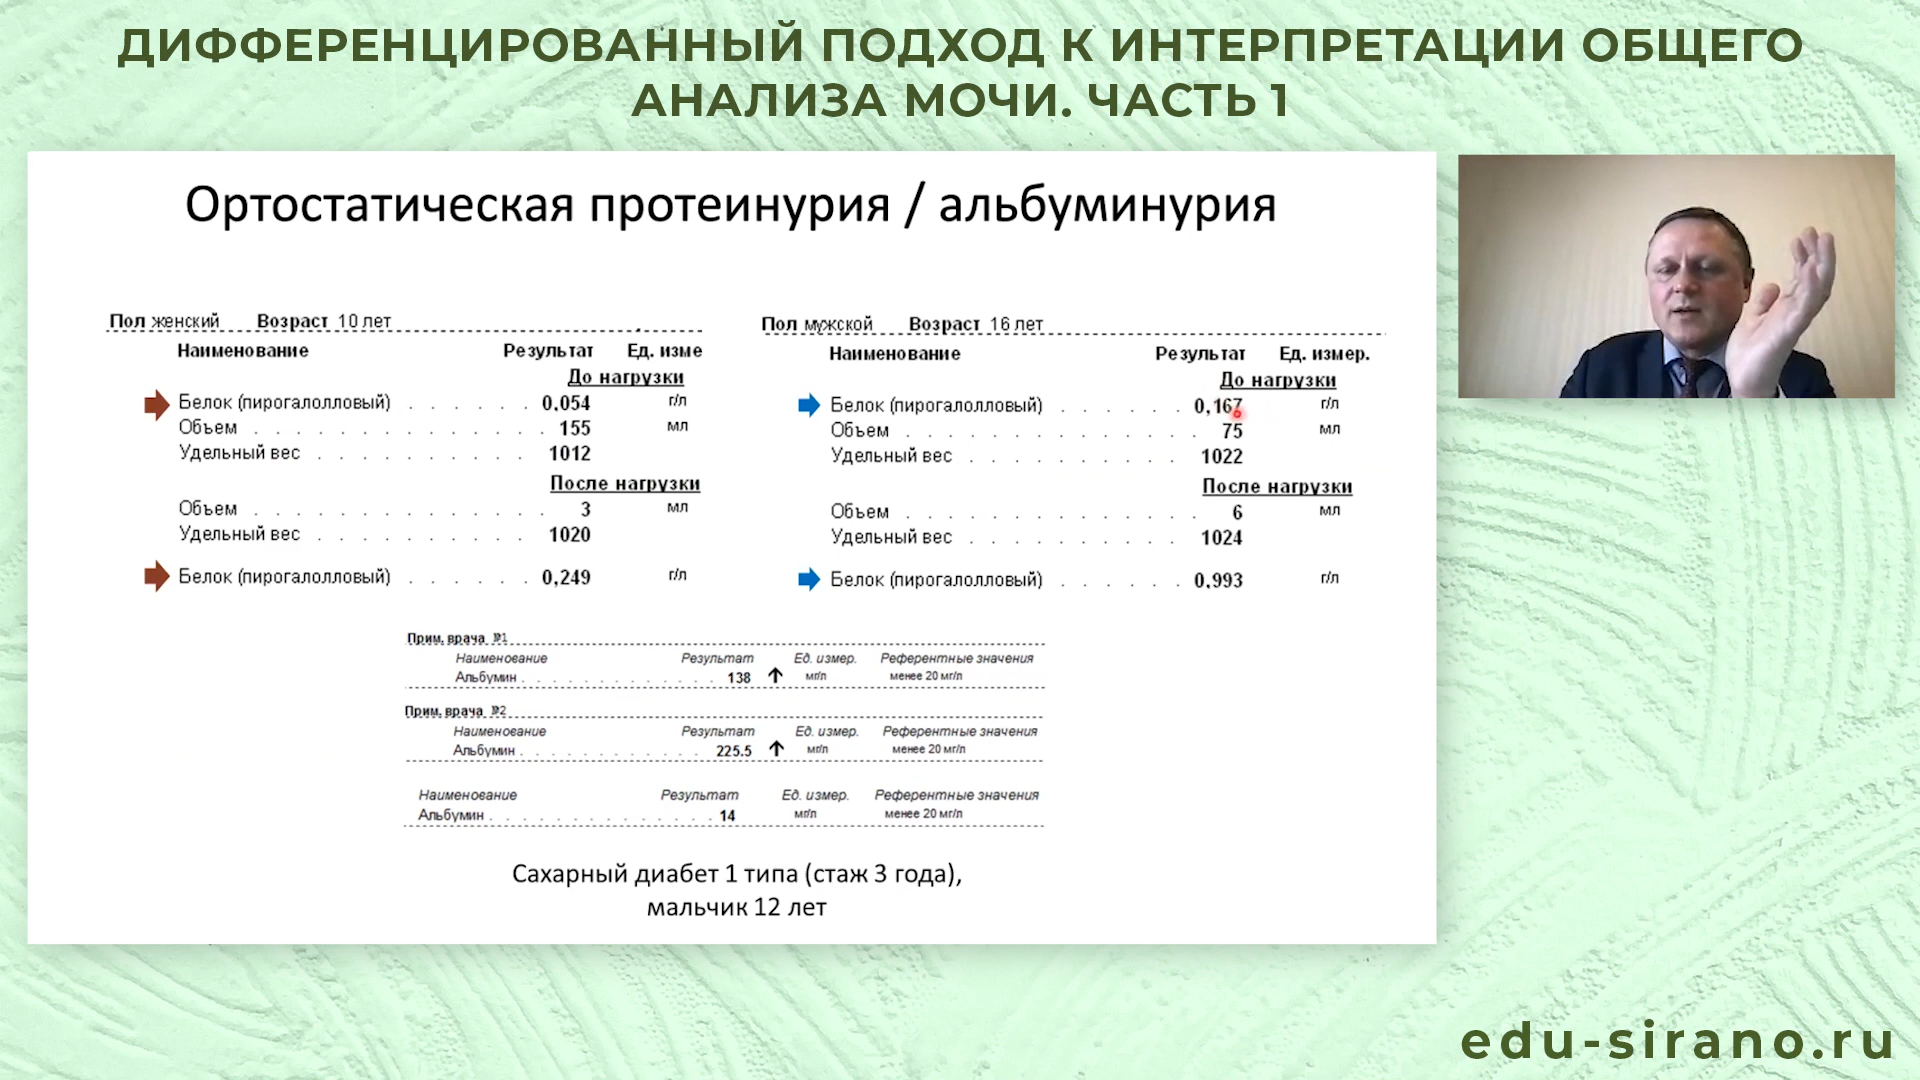 ДИФФЕРЕНЦИРОВАННЫЙ ПОДХОД К ИНТЕРПРЕТАЦИИ ОБЩЕГО
АНАЛИЗА МОЧИ. ЧАСТЬ 1
Ортостатическая протеинурия / альбуминурия
Пол женский Возраст 10 лет
Наименование Результат Ед. изме
До нагрузки
Белок (пирогалолловый) . . . . . . 0,054 г/л
Объем . . . . . . . . . . . . . . 155 мл
Удельный вес . . . . . . . . . . 1012
После нагрузки
Объем . . . . . . . . . . . . . . 3 мл
Удельный вес . . . . . . . . . . 1020
Белок (пирогалолловый) . . . . . . 0,249 г/л
Пол мужской Возраст 16 лет
Наименование Результат Ед. измер.
До нагрузки
Белок (пирогалолловый) . . . . . . 0,167 г/л
Объем . . . . . . . . . . . . . . 75 мл
Удельный вес . . . . . . . . . . 1022
После нагрузки
Объем . . . . . . . . . . . . . . 6 мл
Удельный вес . . . . . . . . . . 1024
Белок (пирогалолловый) . . . . . . 0,993 г/л
Прим. врача №1
Наименование Результат Ед. измер. Референтные значения
Альбумин . . . . . . . . . . . . 138 ↑ мг/л менее 20 мг/л
Прим. врача №2
Наименование Результат Ед. измер. Референтные значения
Альбумин . . . . . . . . . . . . 225.5 ↑ мг/л менее 20 мг/л
Наименование Результат Ед. измер. Референтные значения
Альбумин . . . . . . . . . . . . . 14 мг/л менее 20 мг/л
Сахарный диабет 1 типа (стаж 3 года),
мальчик 12 лет
edu-sirano.ru